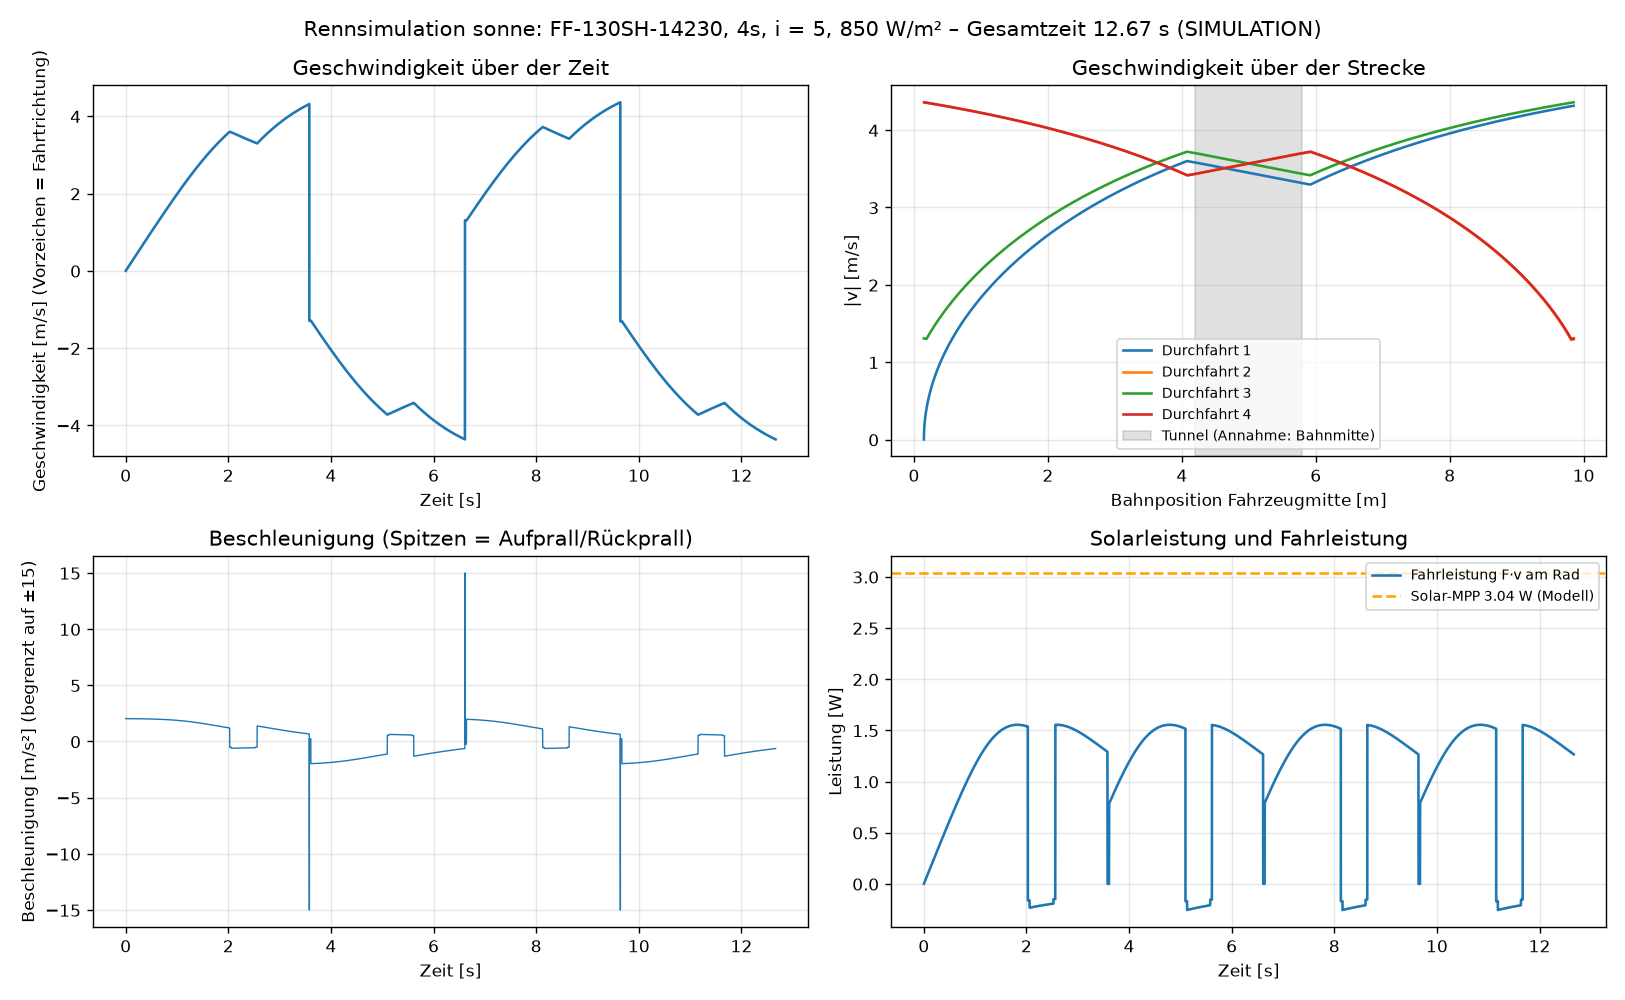 Rennsimulation sonne: FF-130SH-14230, 4s, i = 5, 850 W/m² – Gesamtzeit 12.67 s (SIMULATION)
Geschwindigkeit über der Zeit
Geschwindigkeit [m/s] (Vorzeichen = Fahrtrichtung)
4
2
0
−2
−4
0 2 4 6 8 10 12
Zeit [s]
Geschwindigkeit über der Strecke
|v| [m/s]
4
3
2
1
0
Durchfahrt 1
Durchfahrt 2
Durchfahrt 3
Durchfahrt 4
Tunnel (Annahme: Bahnmitte)
0 2 4 6 8 10
Bahnposition Fahrzeugmitte [m]
Beschleunigung (Spitzen = Aufprall/Rückprall)
Beschleunigung [m/s²] (begrenzt auf ±15)
15
10
5
0
−5
−10
−15
0 2 4 6 8 10 12
Zeit [s]
Solarleistung und Fahrleistung
Leistung [W]
3.0
2.5
2.0
1.5
1.0
0.5
0.0
Fahrleistung F·v am Rad
Solar-MPP 3.04 W (Modell)
0 2 4 6 8 10 12
Zeit [s]